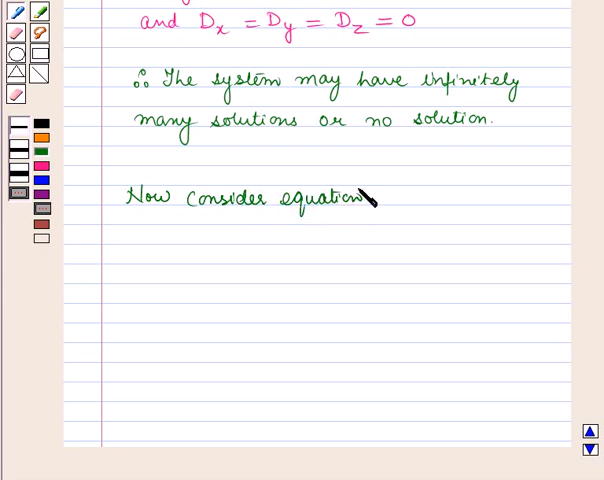 and Dx = Dy = Dz = 0
∴ The system may have infinitely
many solutions or no solution.
Now consider equation